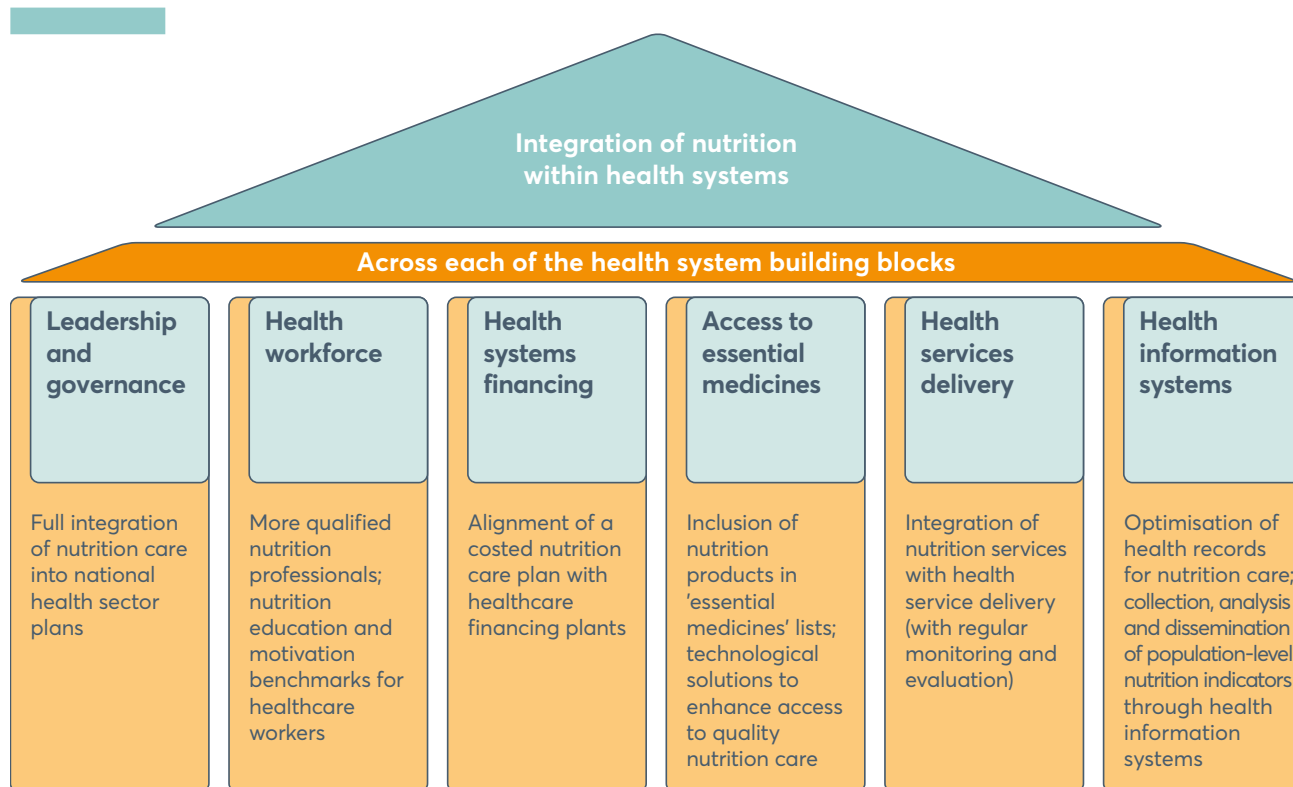 Integration of nutrition
within health systems
Across each of the health system building blocks
Leadership
and
governance
Full integration
of nutrition care
into national
health sector
plans
Health
workforce
More qualified
nutrition
professionals;
nutrition
education and
motivation
benchmarks for
healthcare
workers
Health
systems
financing
Alignment of a
costed nutrition
care plan with
healthcare
financing plants
Access to
essential
medicines
Inclusion of
nutrition
products in
'essential
medicines' lists;
technological
solutions to
enhance access
to quality
nutrition care
Health
services
delivery
Integration of
nutrition services
with health
service delivery
(with regular
monitoring and
evaluation)
Health
information
systems
Optimisation of
health records
for nutrition care;
collection, analysis
and dissemination
of population-level
nutrition indicators
through health
information
systems